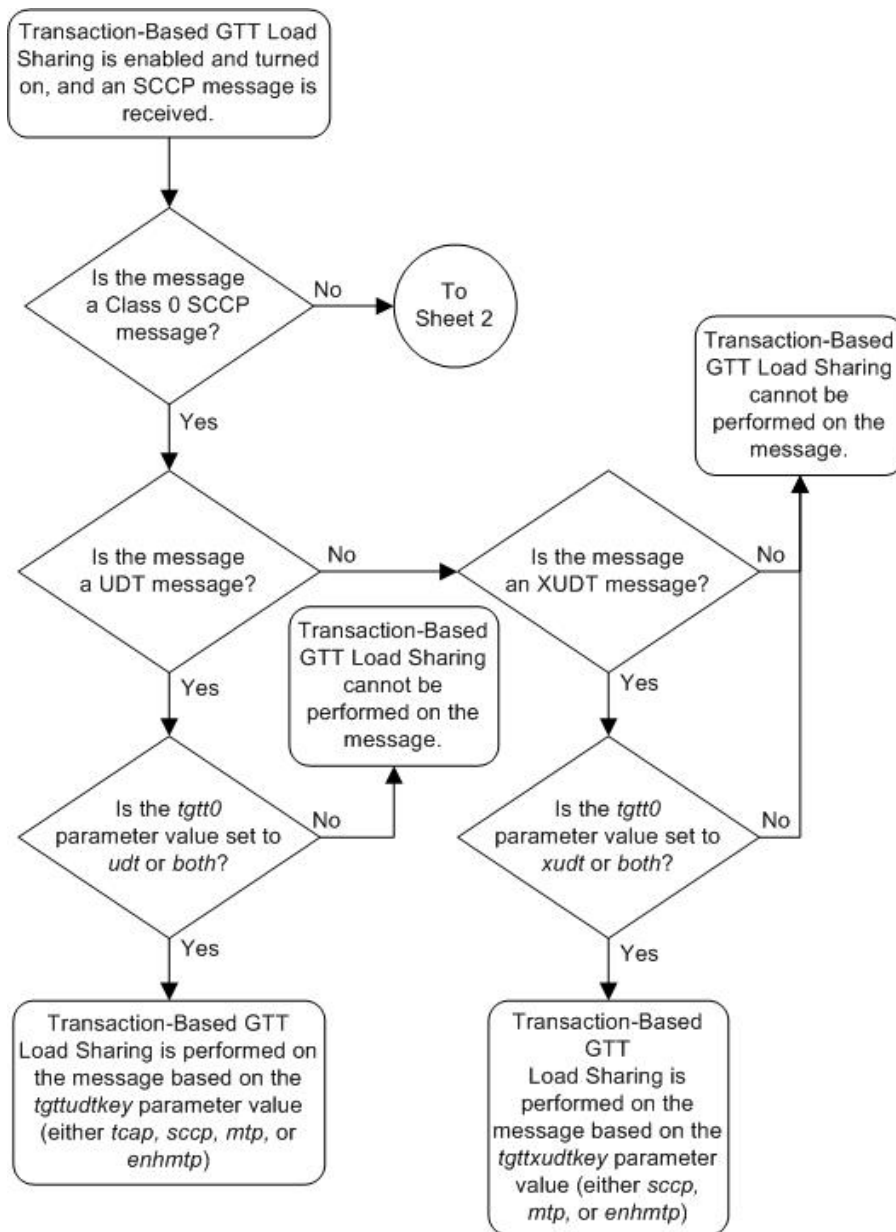 Transaction-Based GTT Load
Sharing is enabled and turned
on, and an SCCP message is
received.
Is the message
a Class 0 SCCP
message?
No
To
Sheet 2
Yes
Transaction-Based
GTT Load Sharing
cannot be
performed on the
message.
Is the message
a UDT message?
No
Is the message
an XUDT message?
No
Yes
Transaction-Based
GTT Load Sharing
cannot be
performed on the
message.
Yes
Is the tgtt0
parameter value set to
udt or both?
No
Is the tgtt0
parameter value set to
xudt or both?
No
Yes
Yes
Transaction-Based GTT
Load Sharing is performed on
the message based on the
tgttudtkey parameter value
(either tcap, sccp, mtp, or
enhmtp)
Transaction-Based
GTT
Load Sharing is
performed on the
message based on the
tgttxudtkey parameter
value (either sccp,
mtp, or enhmtp)